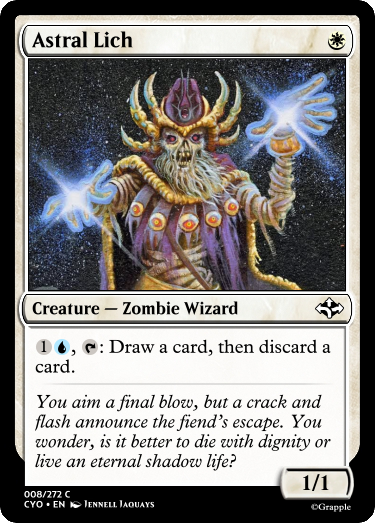 Astral Lich
Creature — Zombie Wizard
1, : Draw a card, then discard a
card.
You aim a final blow, but a crack and
flash announce the fiend's escape. You
wonder, is it better to die with dignity or
live an eternal shadow life?
1/1
008/272 C
CYO • EN Jennell Jaquays
©Grapple